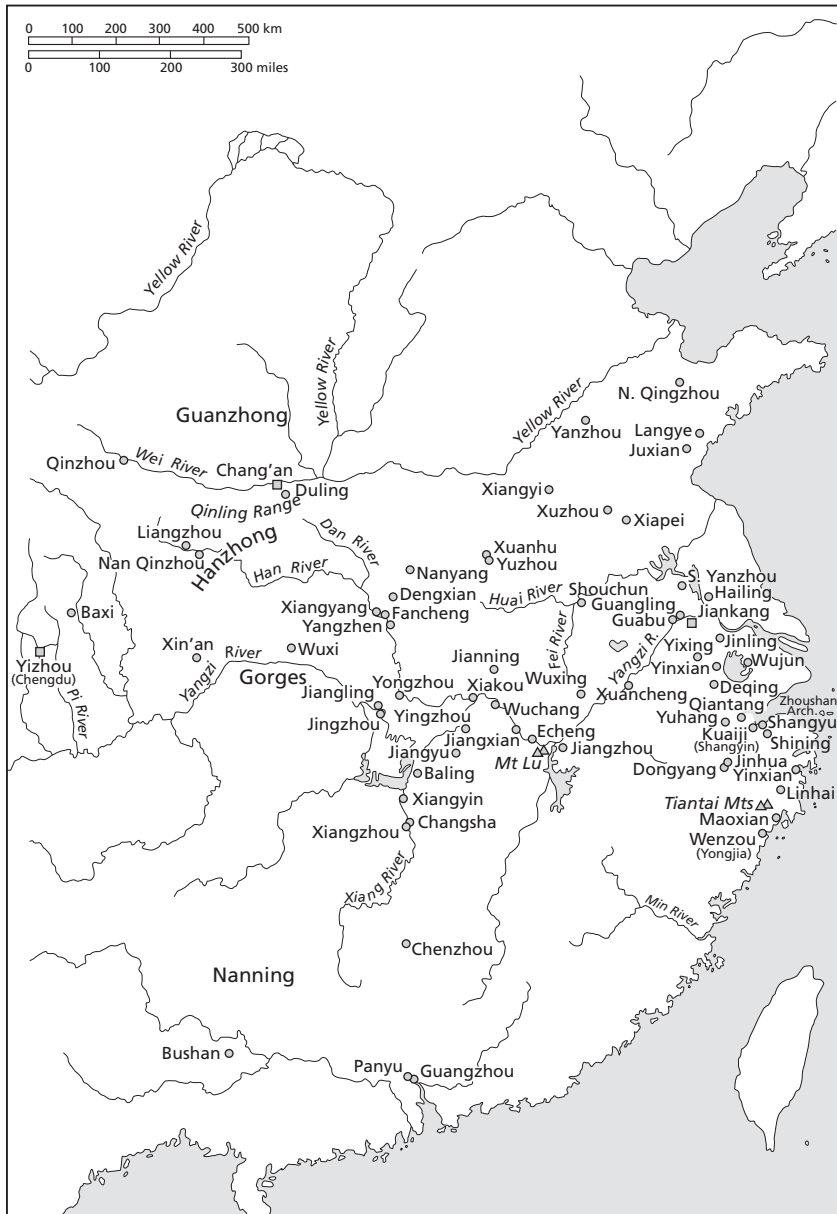 0 100 200 300 400 500 km
0 100 200 300 miles
Yellow River
Yellow River
Yellow River
N. Qingzhou
Guanzhong
Yanzhou
Langye
Juxian
Qinzhou
Wei River
Chang'an
Duling
Xiangyi
Qinling Range
Xuzhou
Xiapei
Liangzhou
Hanzhong
Dan River
Nan Qinzhou
Han River
Xuanhu
Yuzhou
Nanyang
Dengxian
Huai River
Shouchun
S. Yanzhou
Hailing
Baxi
Xiangyang
Fancheng
Guangling
Jiankang
Yangzhen
Guabu
Fei River
Yangzi R.
Jinling
Yizhou
(Chengdu)
Xin'an
Yangzi River
Wuxi
Yixing
Wujun
Jianning
Yinxian
Gorges
Pi River
Yongzhou
Xiakou
Wuxing
Xuancheng
Deqing
Jiangling
Wuchang
Qiantang
Zhoushan
Arch.
Jingzhou
Yingzhou
Yuhang
Shangyu
Echeng
Kuaiji
(Shangyin)
Jiangxian
Jiangzhou
Shining
Jiangyu
Mt Lu
Jinhua
Baling
Dongyang
Yinxian
Linhai
Xiangyin
Tiantai Mts
Changsha
Maoxian
Xiangzhou
Wenzou
(Yongjia)
Xiang River
Min River
Chenzhou
Nanning
Bushan
Panyu
Guangzhou